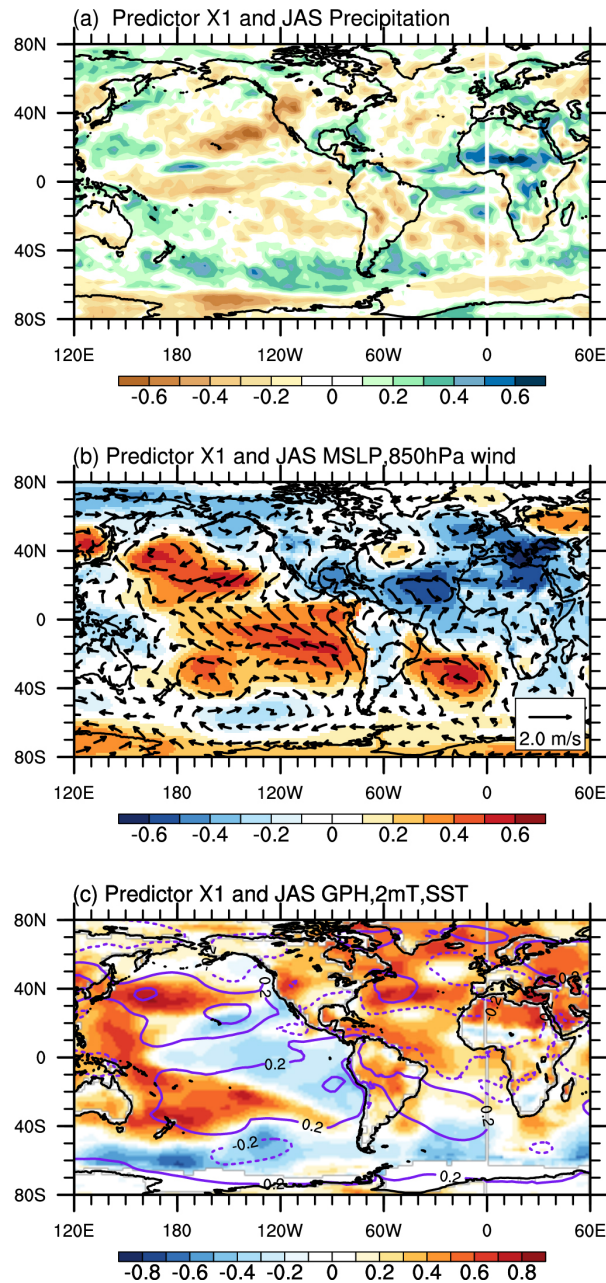 (a) Predictor X1 and JAS Precipitation
80N
40N
0
40S
80S
120E 180 120W 60W 0 60E
-0.6 -0.4 -0.2 0 0.2 0.4 0.6
(b) Predictor X1 and JAS MSLP,850hPa wind
80N
40N
0
40S
80S
2.0 m/s
120E 180 120W 60W 0 60E
-0.6 -0.4 -0.2 0 0.2 0.4 0.6
(c) Predictor X1 and JAS GPH,2mT,SST
80N
40N
0
40S
80S
0.2
0.2
0.2
0.2
0.2
-0.2
0.2
0.2
120E 180 120W 60W 0 60E
-0.8 -0.6 -0.4 -0.2 0 0.2 0.4 0.6 0.8